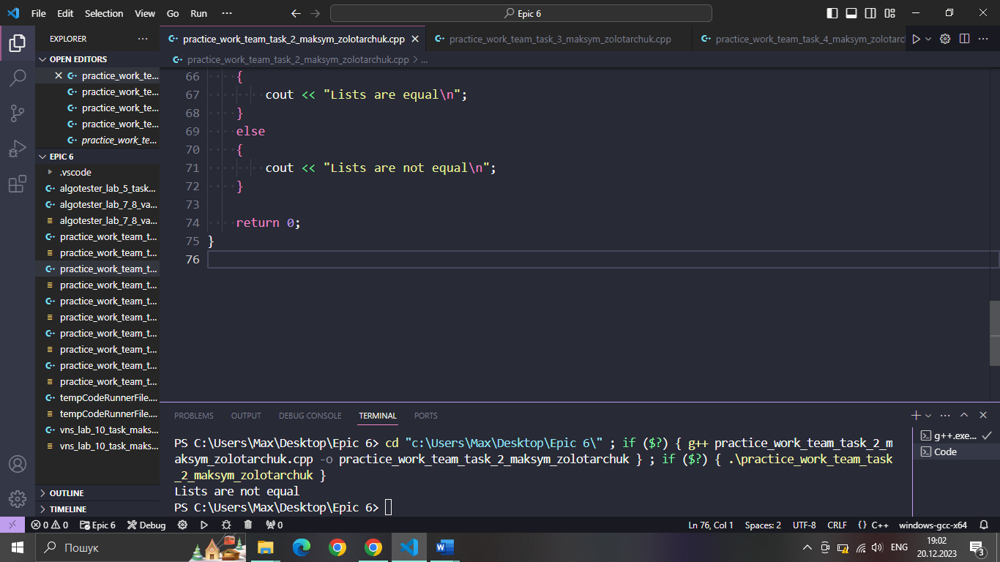 File Edit Selection View Go Run ··· Epic 6
EXPLORER ···
OPEN EDITORS
practice_work_te...
practice_work_te...
practice_work_te...
practice_work_te...
practice_work_te...
EPIC 6
.vscode
algotester_lab_5_task...
algotester_lab_7_8_va...
algotester_lab_7_8_va...
practice_work_team_t...
practice_work_team_t...
practice_work_team_t...
practice_work_team_t...
practice_work_team_t...
practice_work_team_t...
practice_work_team_t...
practice_work_team_t...
practice_work_team_t...
practice_work_team_t...
tempCodeRunnerFile....
tempCodeRunnerFile....
vns_lab_10_task_maks...
vns_lab_10_task_maks...
OUTLINE
TIMELINE
practice_work_team_task_2_maksym_zolotarchuk.cpp practice_work_team_task_3_maksym_zolotarchuk.cpp practice_work_team_task_4_maksym_zolotarc
practice_work_team_task_2_maksym_zolotarchuk.cpp > ...
66 {
67 cout << "Lists are equal\n";
68 }
69 else
70 {
71 cout << "Lists are not equal\n";
72 }
73
74 return 0;
75 }
76
PROBLEMS OUTPUT DEBUG CONSOLE TERMINAL PORTS
PS C:\Users\Max\Desktop\Epic 6> cd "c:\Users\Max\Desktop\Epic 6\" ; if ($?) { g++ practice_work_team_task_2_m
aksym_zolotarchuk.cpp -o practice_work_team_task_2_maksym_zolotarchuk } ; if ($?) { .\practice_work_team_task
_2_maksym_zolotarchuk }
Lists are not equal
PS C:\Users\Max\Desktop\Epic 6>
g++.exe...
Code
0 0 Epic 6 Debug 0 Ln 76, Col 1 Spaces: 2 UTF-8 CRLF {} C++ windows-gcc-x64
Пошук ENG 19:02
20.12.2023 3